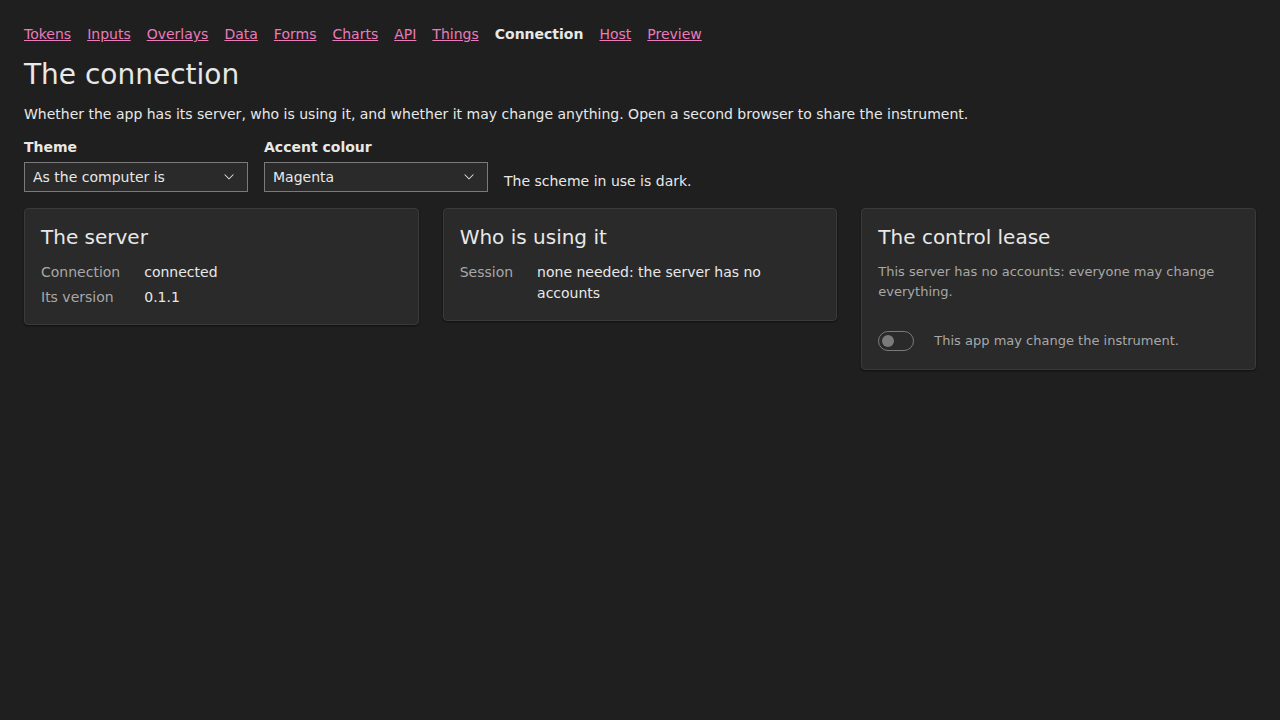 Tokens Inputs Overlays Data Forms Charts API Things Connection Host Preview
The connection
Whether the app has its server, who is using it, and whether it may change anything. Open a second browser to share the instrument.
Theme
Accent colour
As the computer is
Magenta
The scheme in use is dark.
The server
Connection connected
Its version 0.1.1
Who is using it
Session none needed: the server has no
accounts
The control lease
This server has no accounts: everyone may change
everything.
This app may change the instrument.